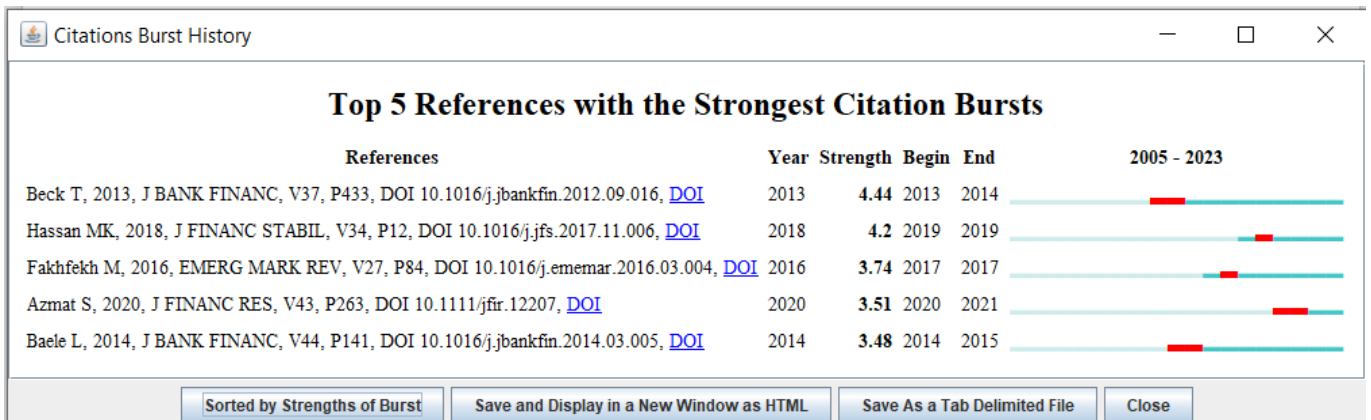 Citations Burst History
Top 5 References with the Strongest Citation Bursts
References Year Strength Begin End 2005 - 2023
Beck T, 2013, J BANK FINANC, V37, P433, DOI 10.1016/j.jbankfin.2012.09.016, DOI 2013 4.44 2013 2014
Hassan MK, 2018, J FINANC STABIL, V34, P12, DOI 10.1016/j.jfs.2017.11.006, DOI 2018 4.2 2019 2019
Fakhfekh M, 2016, EMERG MARK REV, V27, P84, DOI 10.1016/j.ememar.2016.03.004, DOI 2016 3.74 2017 2017
Azmat S, 2020, J FINANC RES, V43, P263, DOI 10.1111/jfir.12207, DOI 2020 3.51 2020 2021
Baele L, 2014, J BANK FINANC, V44, P141, DOI 10.1016/j.jbankfin.2014.03.005, DOI 2014 3.48 2014 2015
Sorted by Strengths of Burst Save and Display in a New Window as HTML Save As a Tab Delimited File Close